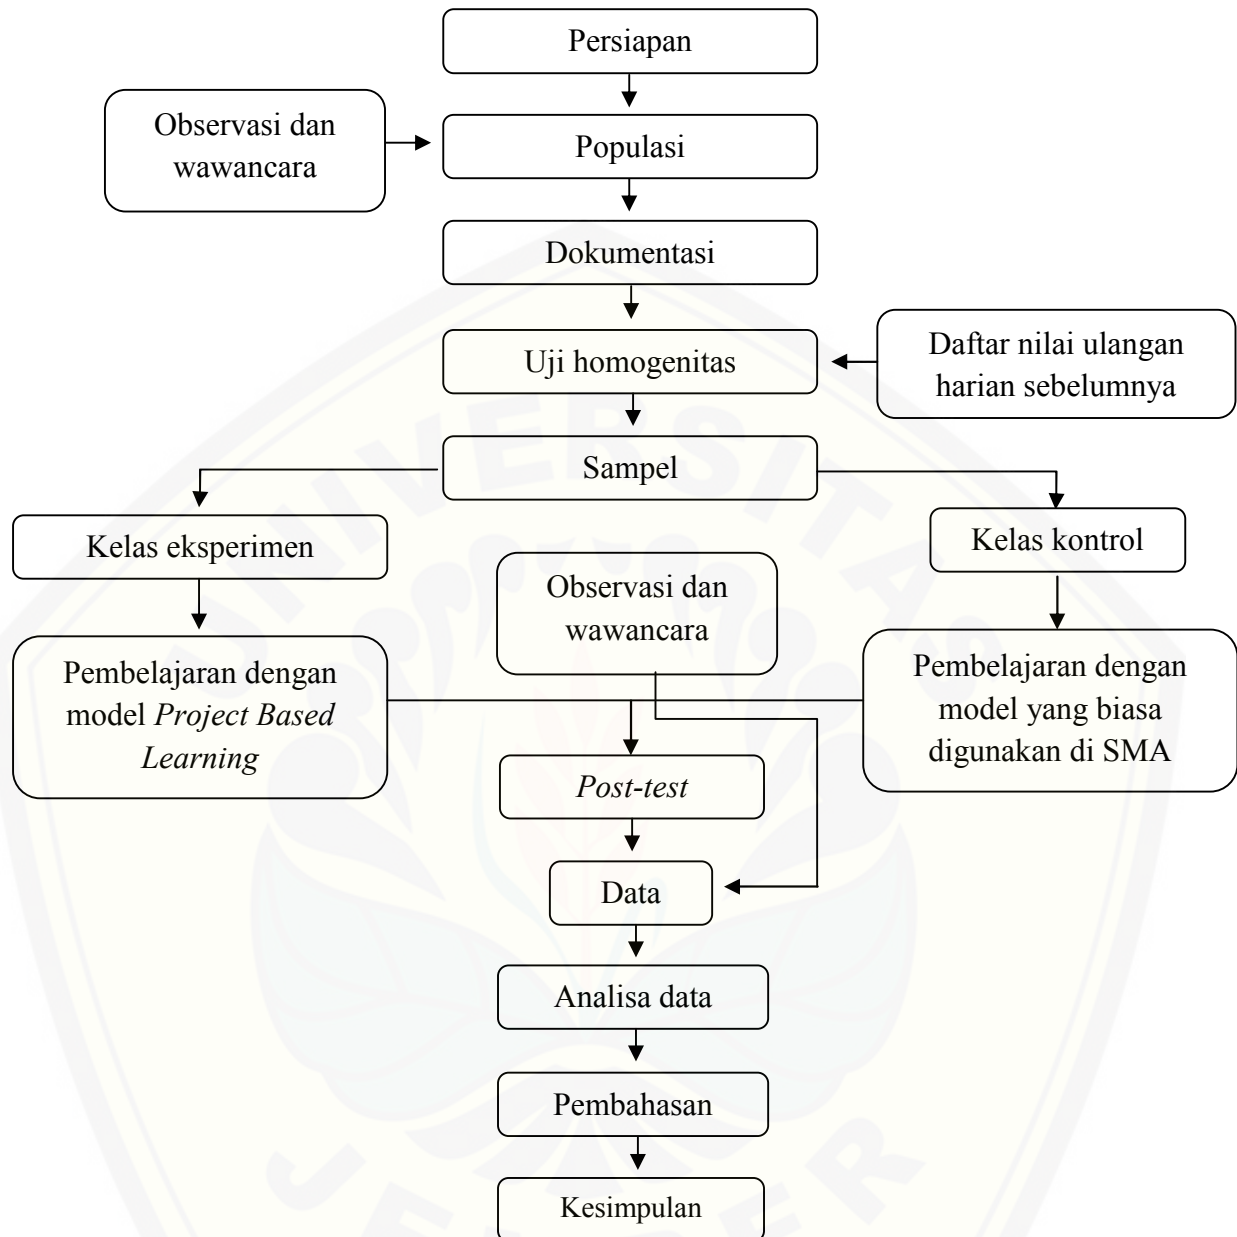 Persiapan
Observasi dan
wawancara
Populasi
Dokumentasi
Uji homogenitas
Daftar nilai ulangan
harian sebelumnya
Sampel
Kelas eksperimen
Kelas kontrol
Observasi dan
wawancara
Pembelajaran dengan
model Project Based
Learning
Pembelajaran dengan
model yang biasa
digunakan di SMA
Post-test
Data
Analisa data
Pembahasan
Kesimpulan
UNIVERSITAS
JEMBER